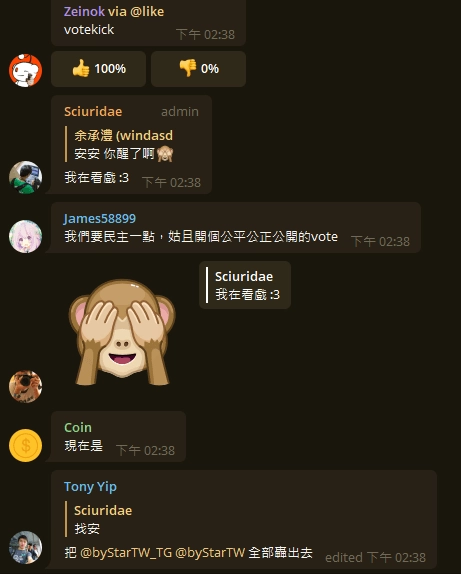 Zeinok via @like
votekick
下午 02:38
👍 100%
👎 0%
Sciuridae admin
余承澧 (windasd
安安 你醒了啊🙈
我在看戲 :3 下午 02:38
James58899
我們要民主一點，姑且開個公平公正公開的vote 下午 02:38
Sciuridae
我在看戲 :3
Coin
現在是 下午 02:38
Tony Yip
Sciuridae
找安
把 @byStarTW_TG @byStarTW 全部轟出去 edited 下午 02:38